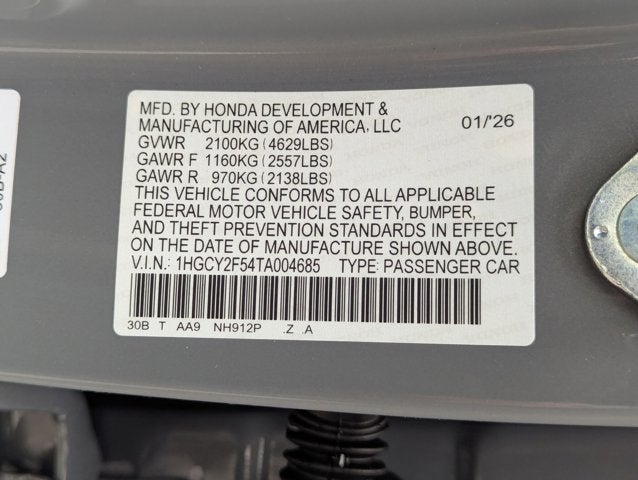 MFD. BY HONDA DEVELOPMENT &
MANUFACTURING OF AMERICA, LLC 01/'26
GVWR 2100KG (4629LBS)
GAWR F 1160KG (2557LBS)
GAWR R 970KG (2138LBS)
THIS VEHICLE CONFORMS TO ALL APPLICABLE
FEDERAL MOTOR VEHICLE SAFETY, BUMPER,
AND THEFT PREVENTION STANDARDS IN EFFECT
ON THE DATE OF MANUFACTURE SHOWN ABOVE.
V.I.N.: 1HGCY2F54TA004685 TYPE: PASSENGER CAR
30B T AA9 NH912P .Z .A